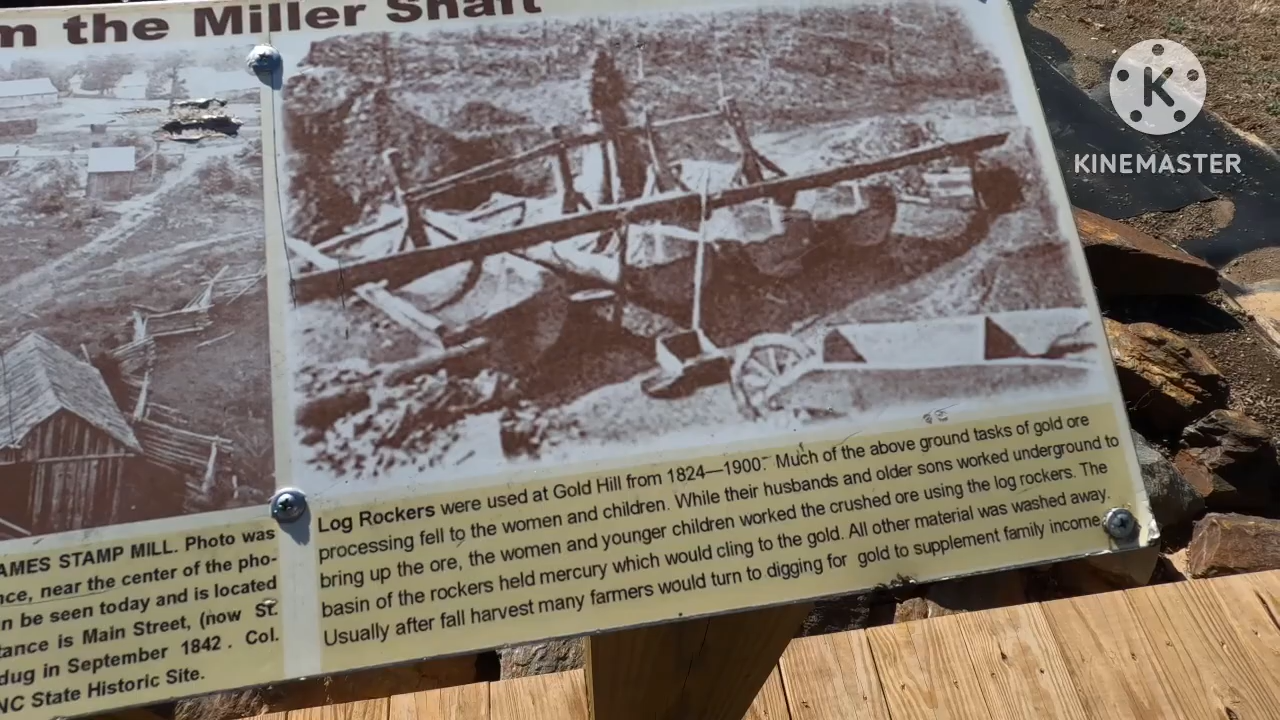 m the Miller Shaft
KINEMASTER
AMES STAMP MILL. Photo was
nce, near the center of the pho-
n be seen today and is located
tance is Main Street, (now St.
dug in September 1842 . Col.
NC State Historic Site.
Log Rockers were used at Gold Hill from 1824—1900. Much of the above ground tasks of gold ore
processing fell to the women and children. While their husbands and older sons worked underground to
bring up the ore, the women and younger children worked the crushed ore using the log rockers. The
basin of the rockers held mercury which would cling to the gold. All other material was washed away.
Usually after fall harvest many farmers would turn to digging for gold to supplement family income.